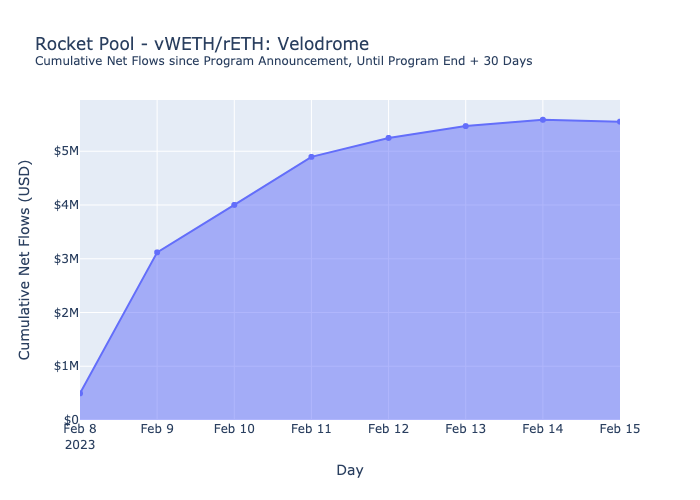 Rocket Pool - vWETH/rETH: Velodrome
Cumulative Net Flows since Program Announcement, Until Program End + 30 Days
Cumulative Net Flows (USD)
$5M
$4M
$3M
$2M
$1M
$0
Feb 8 Feb 9 Feb 10 Feb 11 Feb 12 Feb 13 Feb 14 Feb 15
2023
Day